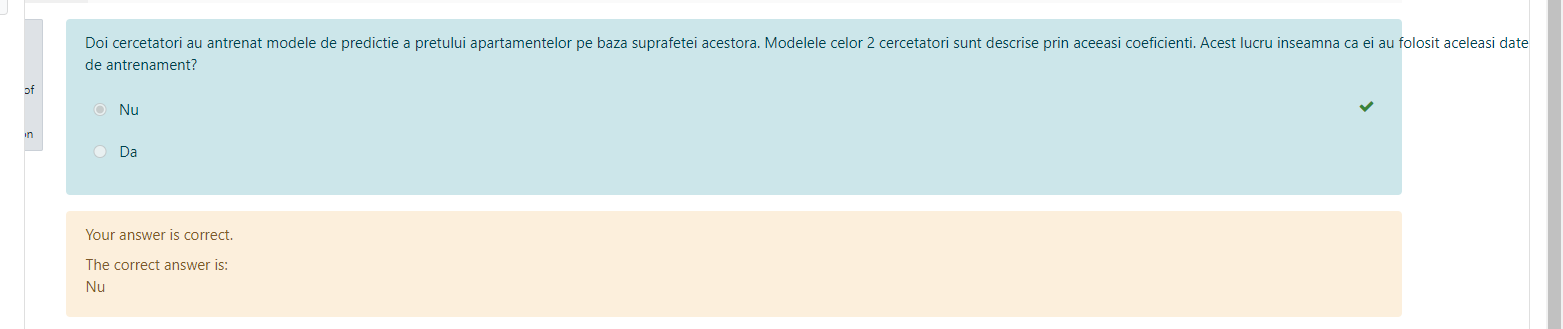 Doi cercetatori au antrenat modele de predictie a pretului apartamentelor pe baza suprafetei acestora. Modelele celor 2 cercetatori sunt descrise prin aceeasi coeficienti. Acest lucru inseamna ca ei au folosit aceleasi date
de antrenament?
of
Nu
on
Da
Your answer is correct.
The correct answer is:
Nu